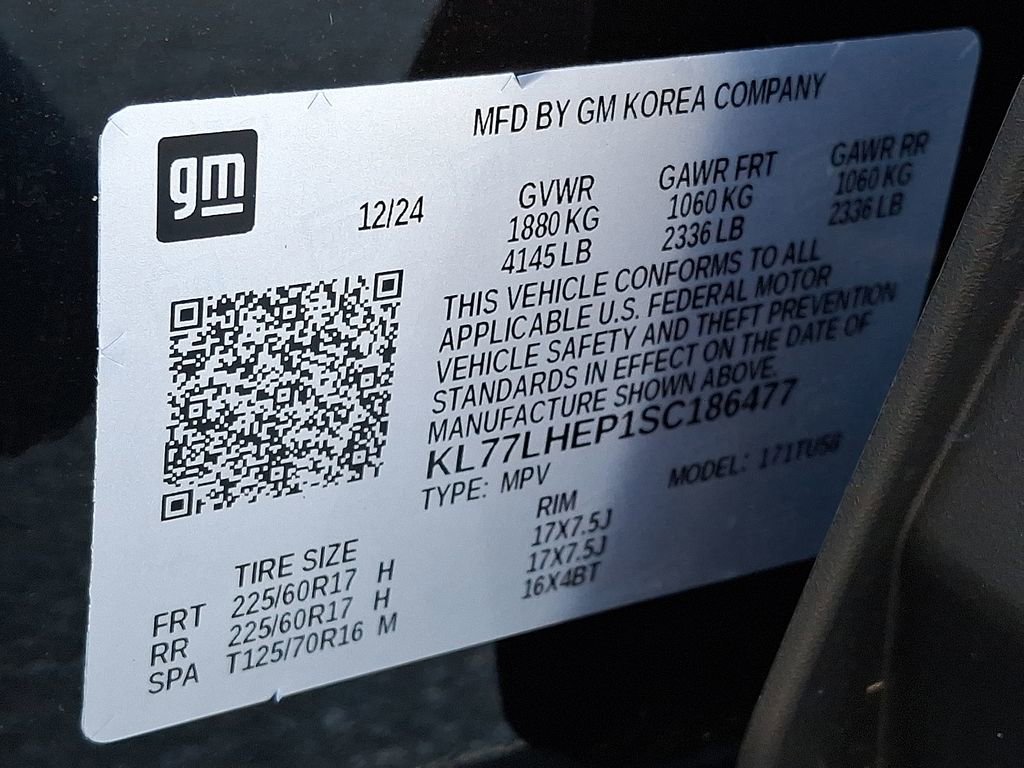 gm
MFD BY GM KOREA COMPANY
12/24
GVWR GAWR FRT GAWR RR
1880 KG 1060 KG 1060 KG
4145 LB 2336 LB 2336 LB
THIS VEHICLE CONFORMS TO ALL
APPLICABLE U.S. FEDERAL MOTOR
VEHICLE SAFETY AND THEFT PREVENTION
STANDARDS IN EFFECT ON THE DATE OF
MANUFACTURE SHOWN ABOVE.
KL77LHEP1SC186477
TYPE: MPV MODEL: 1TTTU56
TIRE SIZE RIM
FRT 225/60R17 H 17X7.5J
RR 225/60R17 H 17X7.5J
SPA T125/70R16 M 16X4BT